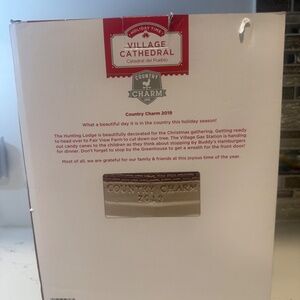 HOLIDAY TIME
VILLAGE
CATHEDRAL
Catedral del Pueblo
COUNTRY
CHARM
Country Charm 2019
What a beautiful day it is in the country this holiday season!
The Hunting Lodge is beautifully decorated for the Christmas gathering. Getting ready
to head over to Fair View Farm to cut down our tree. The Village Gas Station is handing
out candy canes to the children as they think about stopping by Buddy's Hamburgers
for dinner. Don't forget to stop by the Greenhouse to get a wreath for the front door!
Most of all, we are grateful for our family & friends at this joyous time of the year.
COUNTRY CHARM